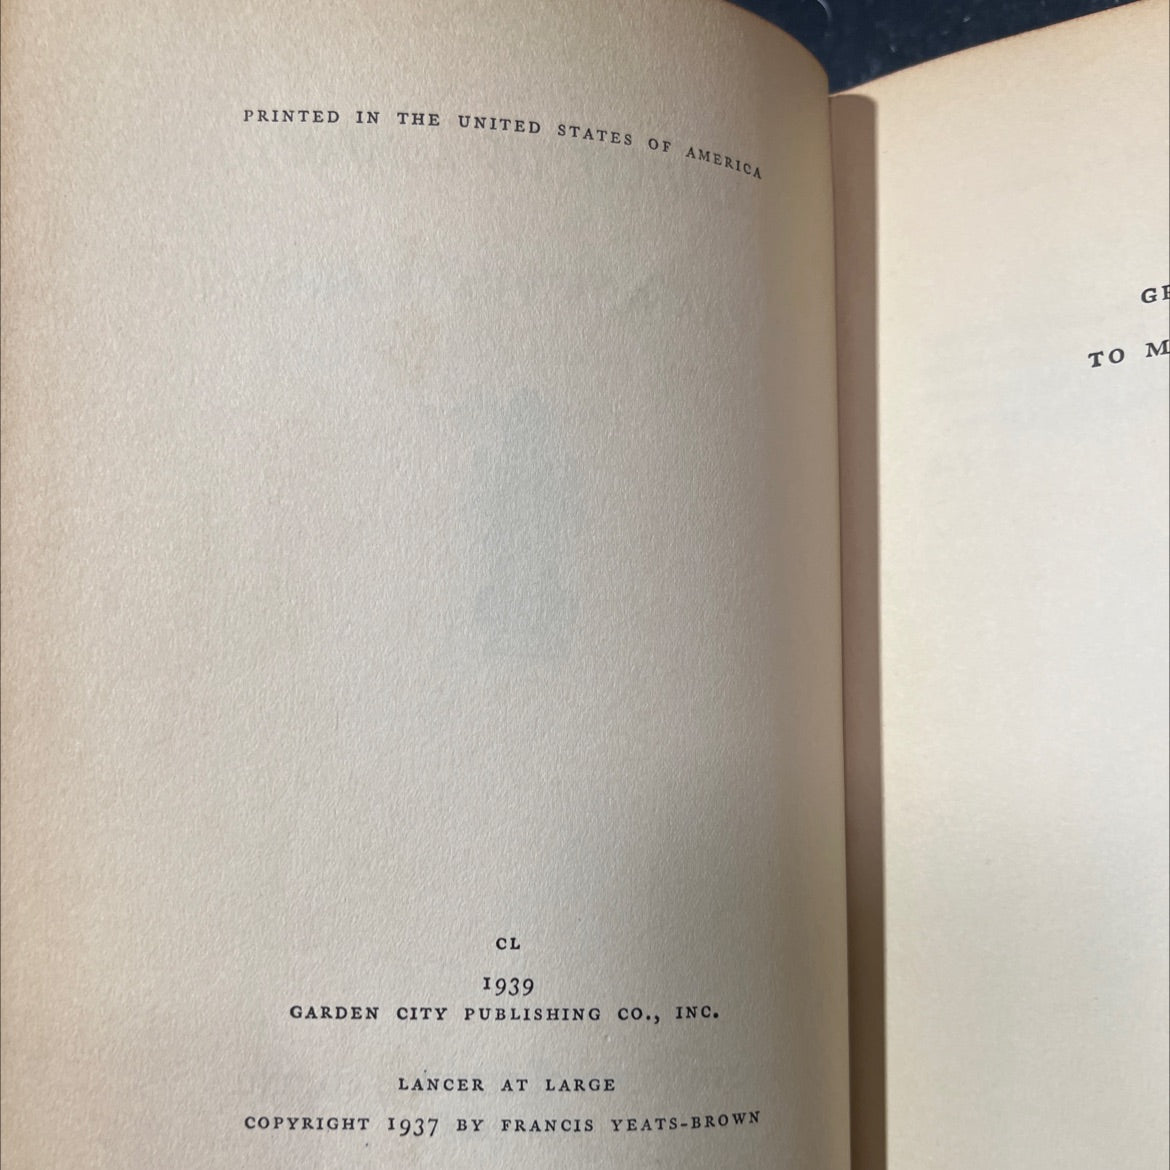 PRINTED IN THE UNITED STATES OF AMERICA
CL
1939
GARDEN CITY PUBLISHING CO., INC.
LANCER AT LARGE
COPYRIGHT 1937 BY FRANCIS YEATS-BROWN
TO